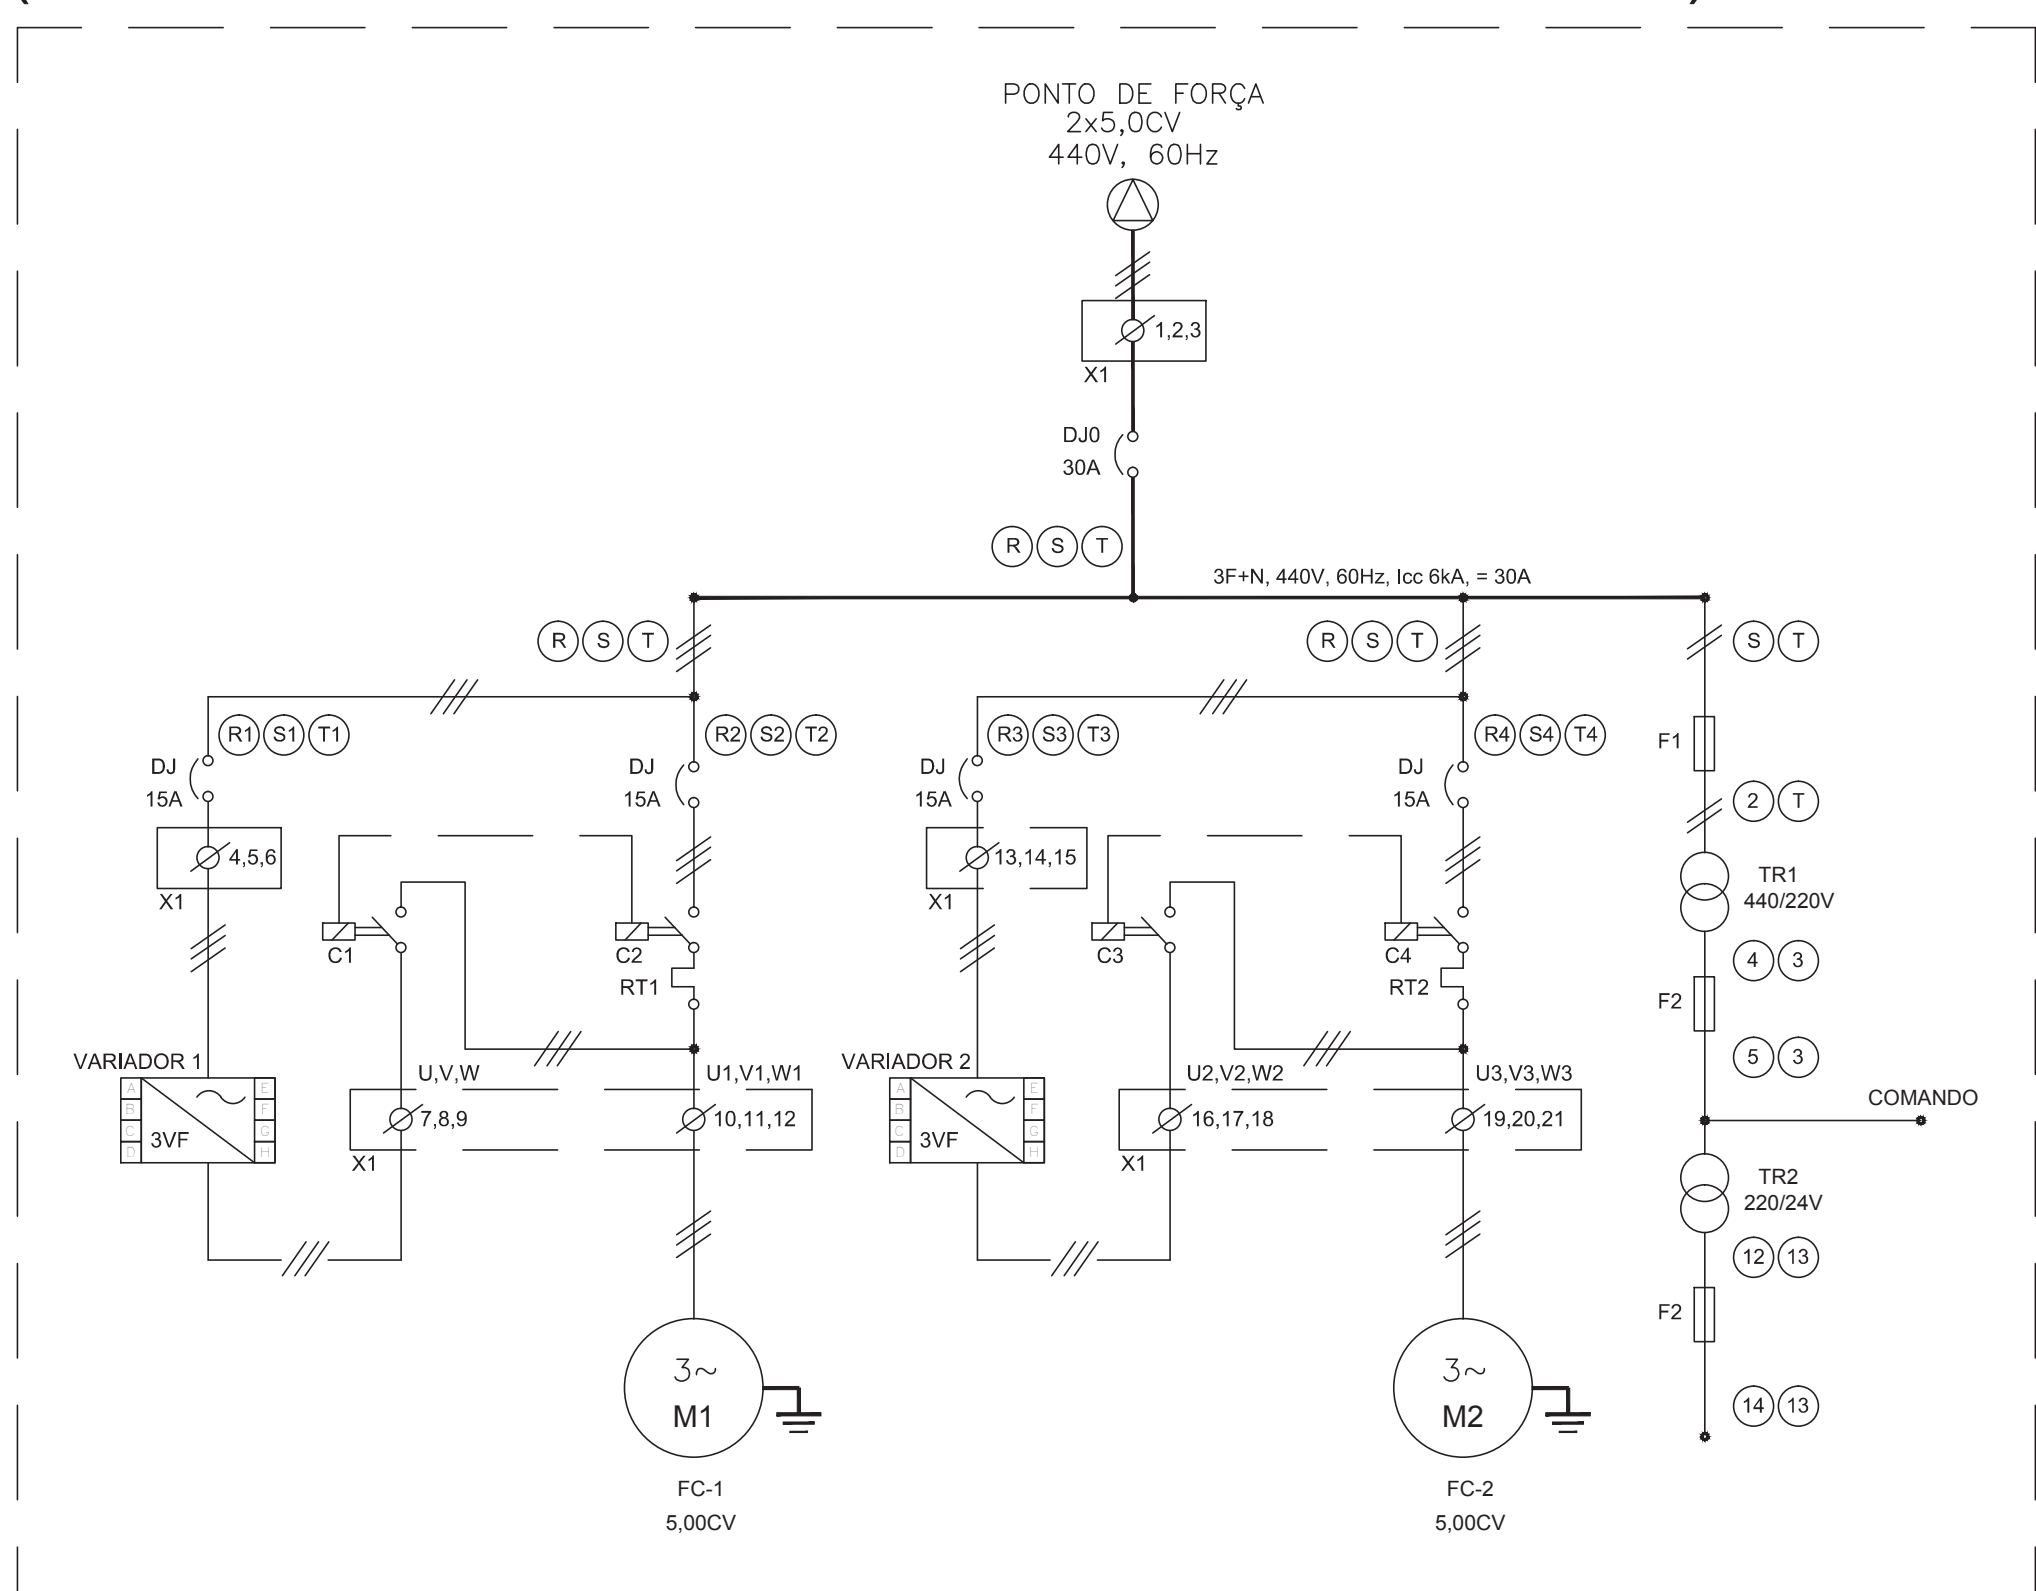 PONTO DE FORÇA
2x5,0CV
440V, 60Hz
1,2,3
X1
DJ0
30A
R S T
3F+N, 440V, 60Hz, Icc 6kA, = 30A
R S T
R S T
S T
R1 S1 T1
R2 S2 T2
R3 S3 T3
R4 S4 T4
F1
DJ
15A
DJ
15A
DJ
15A
DJ
15A
2 T
4,5,6
X1
13,14,15
X1
TR1
440/220V
C1
C2
RT1
C3
C4
RT2
4 3
F2
5 3
VARIADOR 1
A
B
C
D
3VF
E
F
G
H
U,V,W
7,8,9
X1
U1,V1,W1
10,11,12
VARIADOR 2
A
B
C
D
3VF
E
F
G
H
U2,V2,W2
16,17,18
X1
U3,V3,W3
19,20,21
COMANDO
TR2
220/24V
12 13
F2
14 13
3~
M1
FC-1
5,00CV
3~
M2
FC-2
5,00CV